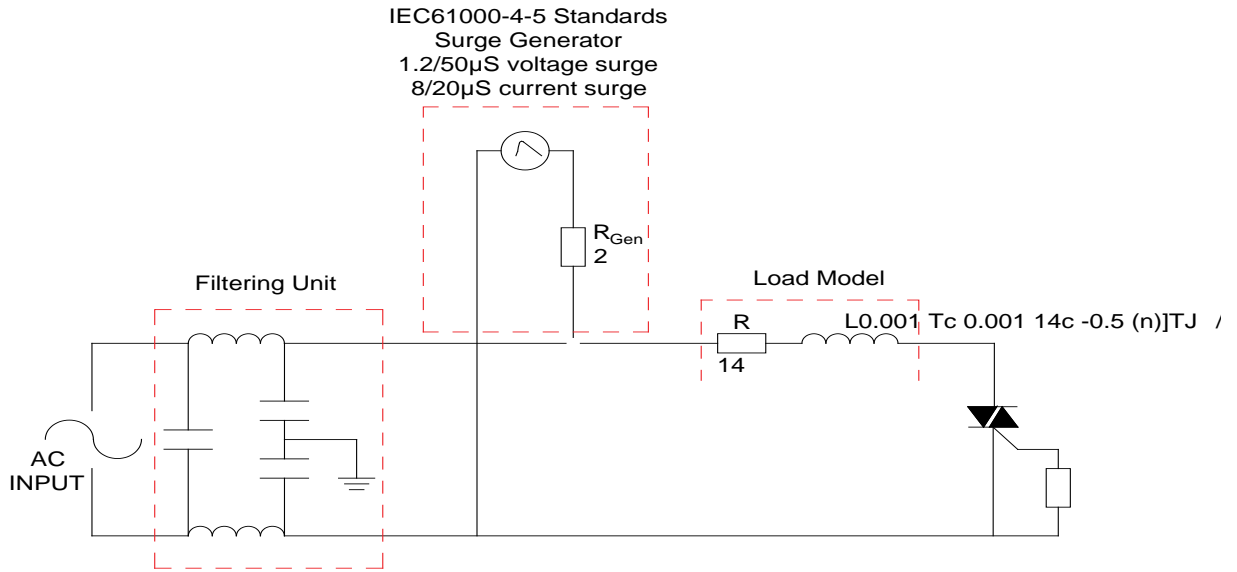 IEC61000-4-5 Standards
Surge Generator
1.2/50µS voltage surge
8/20µS current surge
RGen
2
Filtering Unit
Load Model
R
14
L0.001 Tc 0.001 14c -0.5 (n)]TJ /
AC
INPUT